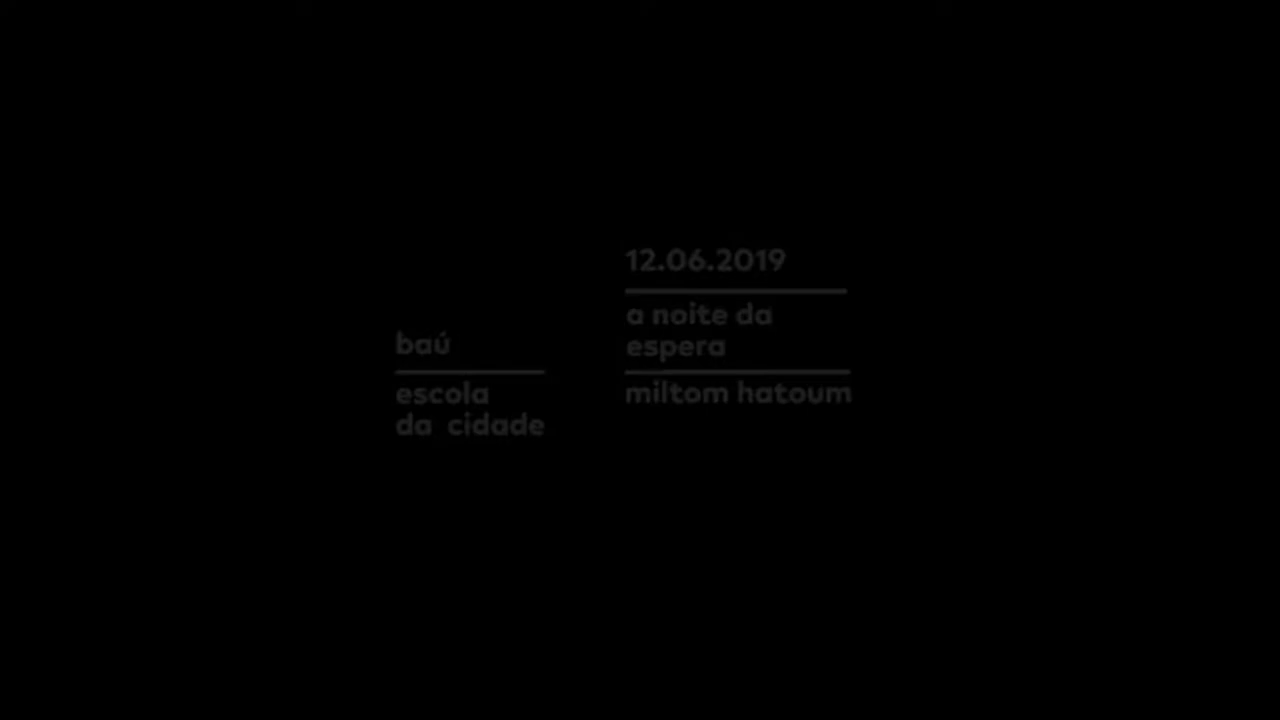 baú
escola
da cidade
12.06.2019
a noite da
espera
miltom hatoum